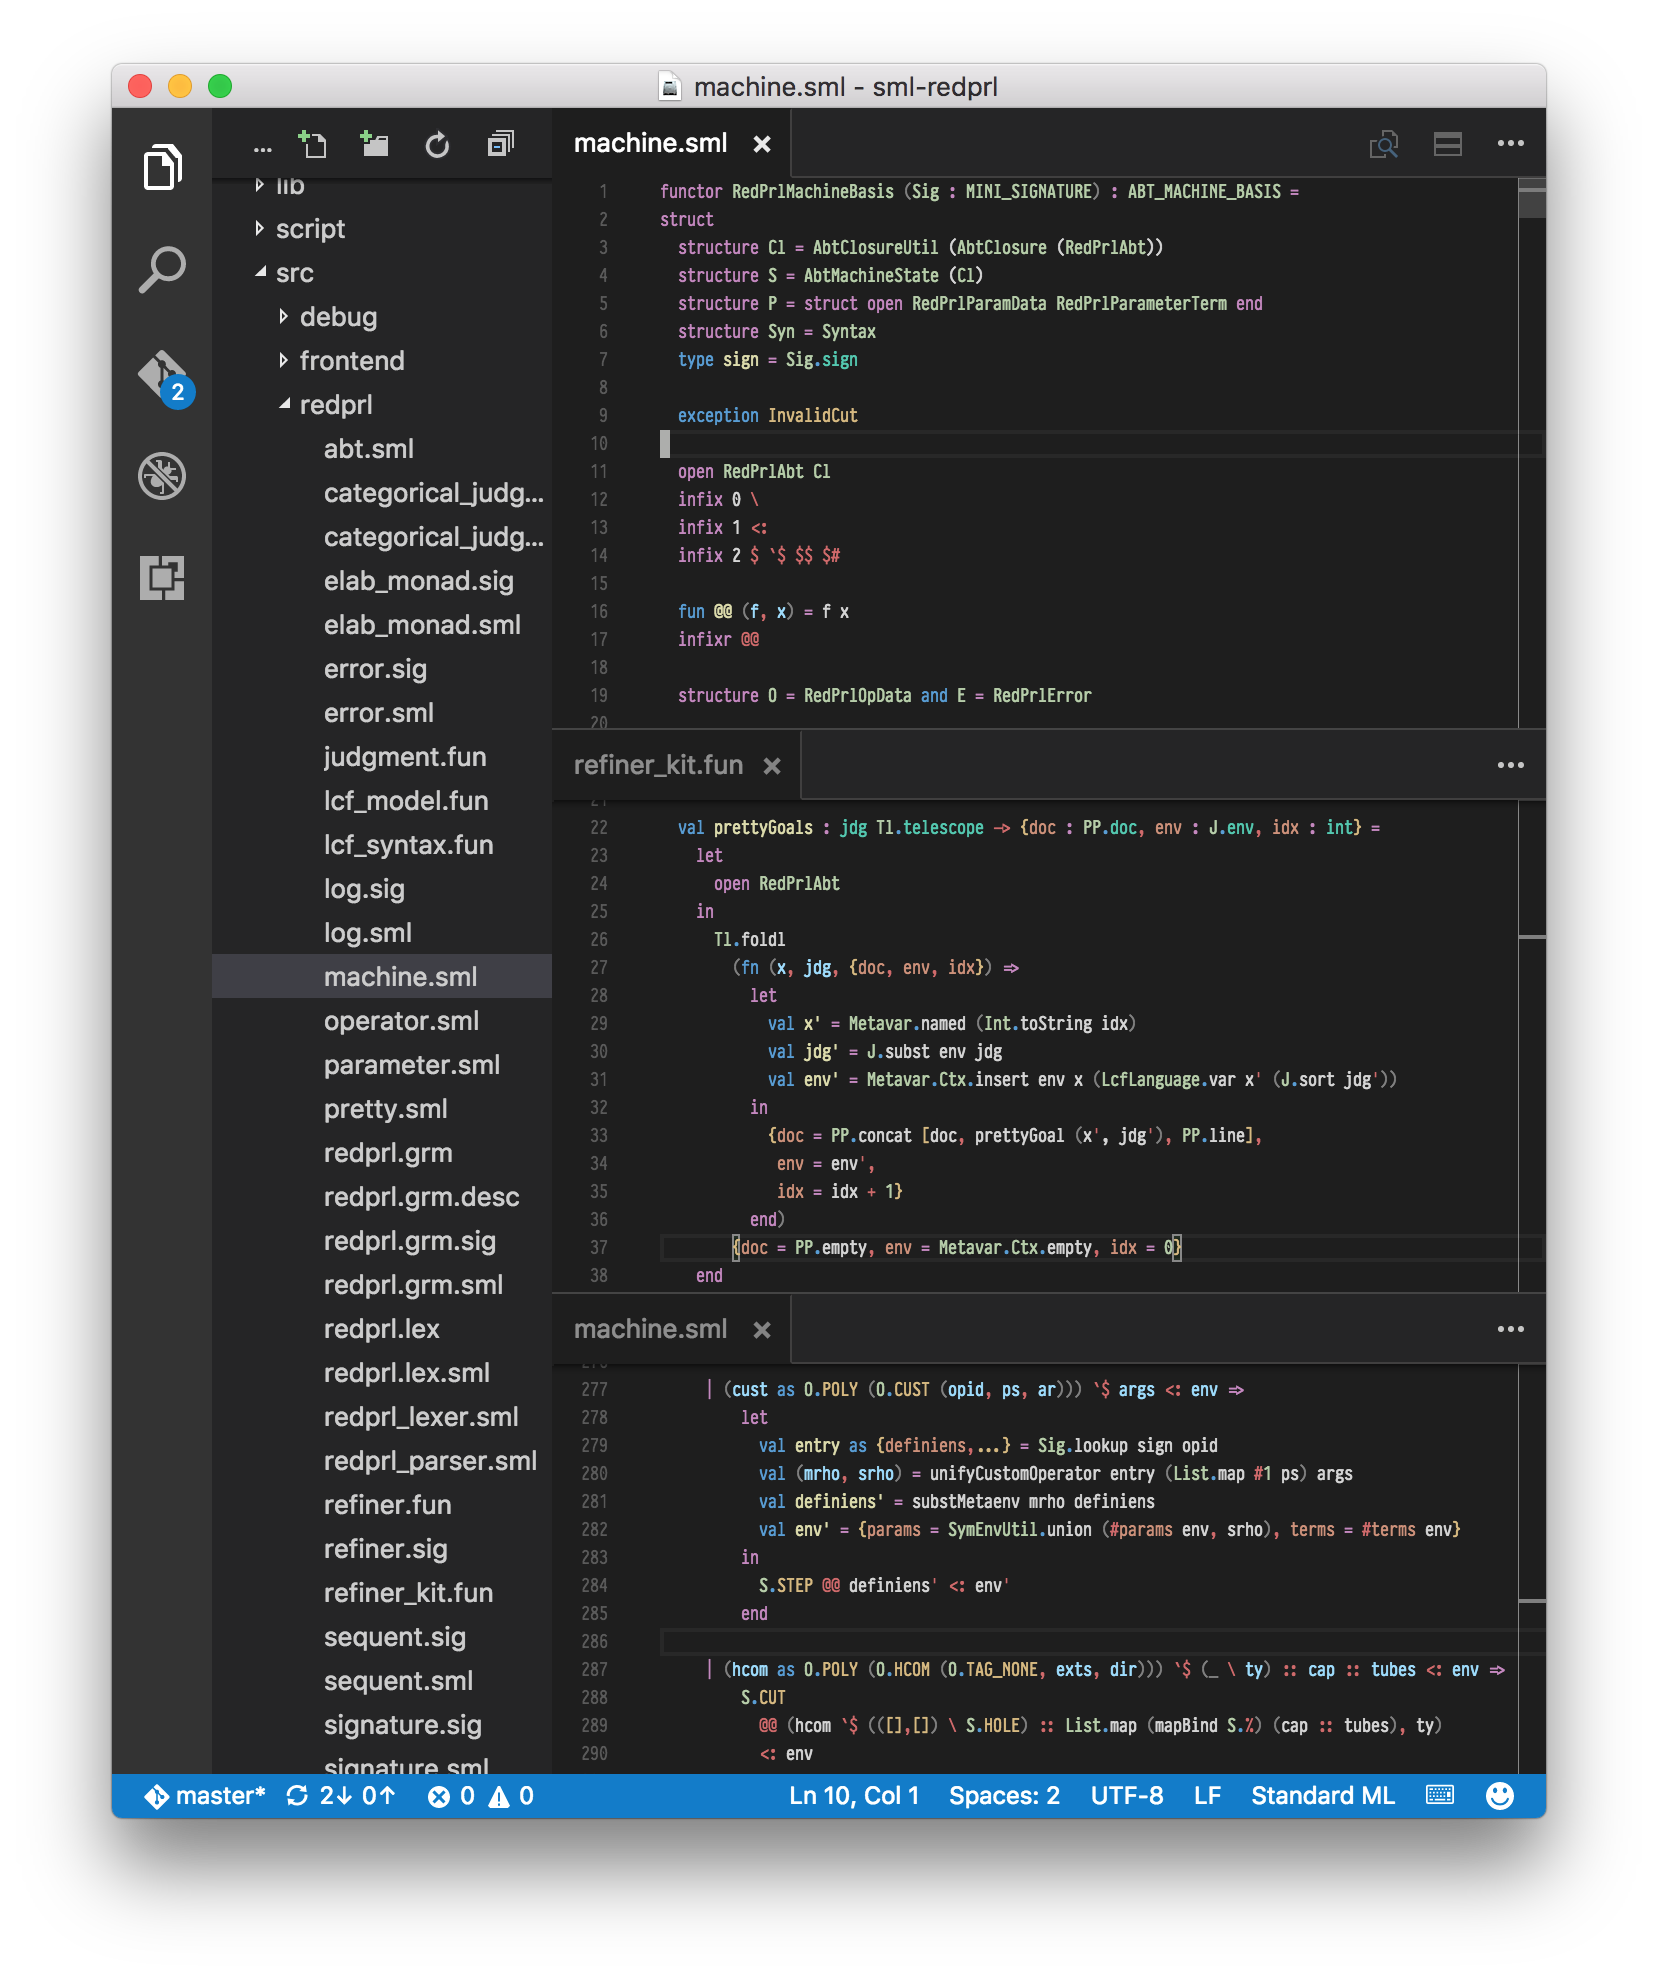 machine.sml - sml-redprl
2
...
lib
script
src
debug
frontend
redprl
abt.sml
categorical_judg...
categorical_judg...
elab_monad.sig
elab_monad.sml
error.sig
error.sml
judgment.fun
lcf_model.fun
lcf_syntax.fun
log.sig
log.sml
machine.sml
operator.sml
parameter.sml
pretty.sml
redprl.grm
redprl.grm.desc
redprl.grm.sig
redprl.grm.sml
redprl.lex
redprl.lex.sml
redprl_lexer.sml
redprl_parser.sml
refiner.fun
refiner.sig
refiner_kit.fun
sequent.sig
sequent.sml
signature.sig
signature.sml
machine.sml ×
1 functor RedPrlMachineBasis (Sig : MINI_SIGNATURE) : ABT_MACHINE_BASIS =
2 struct
3   structure Cl = AbtClosureUtil (AbtClosure (RedPrlAbt))
4   structure S = AbtMachineState (Cl)
5   structure P = struct open RedPrlParamData RedPrlParameterTerm end
6   structure Syn = Syntax
7   type sign = Sig.sign
8
9   exception InvalidCut
10
11   open RedPrlAbt Cl
12   infix 0 \
13   infix 1 <:
14   infix 2 $ `$ $$ $#
15
16   fun @@ (f, x) = f x
17   infixr @@
18
19   structure O = RedPrlOpData and E = RedPrlError
20
refiner_kit.fun ×
21
22   val prettyGoals : jdg Tl.telescope -> {doc : PP.doc, env : J.env, idx : int} =
23     let
24       open RedPrlAbt
25     in
26       Tl.foldl
27         (fn (x, jdg, {doc, env, idx}) =>
28           let
29             val x' = Metavar.named (Int.toString idx)
30             val jdg' = J.subst env jdg
31             val env' = Metavar.Ctx.insert env x (LcfLanguage.var x' (J.sort jdg'))
32           in
33             {doc = PP.concat [doc, prettyGoal (x', jdg'), PP.line],
34              env = env',
35              idx = idx + 1}
36           end)
37         {doc = PP.empty, env = Metavar.Ctx.empty, idx = 0}
38     end
machine.sml ×
276
277      | (cust as O.POLY (O.CUST (opid, ps, ar))) `$ args <: env =>
278          let
279            val entry as {definiens,...} = Sig.lookup sign opid
280            val (mrho, srho) = unifyCustomOperator entry (List.map #1 ps) args
281            val definiens' = substMetaenv mrho definiens
282            val env' = {params = SymEnvUtil.union (#params env, srho), terms = #terms env}
283          in
284            S.STEP @@ definiens' <: env'
285          end
286
287      | (hcom as O.POLY (O.HCOM (O.TAG_NONE, exts, dir))) `$ (_ \ ty) :: cap :: tubes <: env =>
288          S.CUT
289            @@ (hcom `$ (([],[]) \ S.HOLE) :: List.map (mapBind S.%) (cap :: tubes), ty)
290            <: env
master* 2↓ 0↑ 0 0 Ln 10, Col 1 Spaces: 2 UTF-8 LF Standard ML